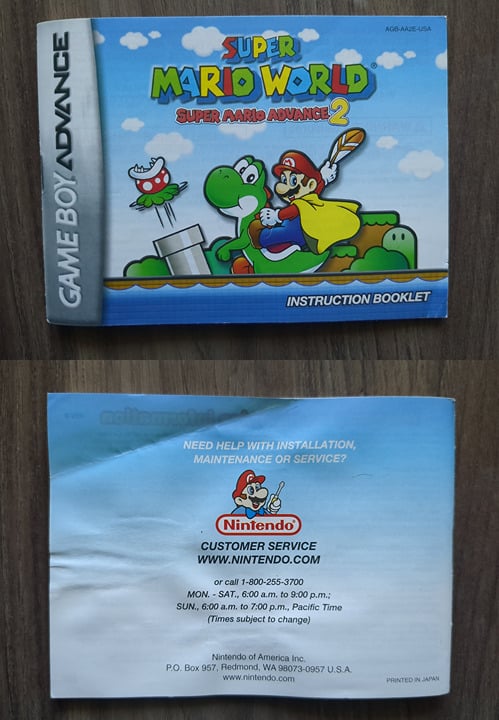 AGB-AA2E-USA
GAME BOY ADVANCE
SUPER
MARIO WORLD®
SUPER MARIO ADVANCE 2
INSTRUCTION BOOKLET
NEED HELP WITH INSTALLATION,
MAINTENANCE OR SERVICE?
Nintendo®
CUSTOMER SERVICE
WWW.NINTENDO.COM
or call 1-800-255-3700
MON. - SAT., 6:00 a.m. to 9:00 p.m.;
SUN., 6:00 a.m. to 7:00 p.m., Pacific Time
(Times subject to change)
Nintendo of America Inc.
P.O. Box 957, Redmond, WA 98073-0957 U.S.A.
www.nintendo.com
PRINTED IN JAPAN